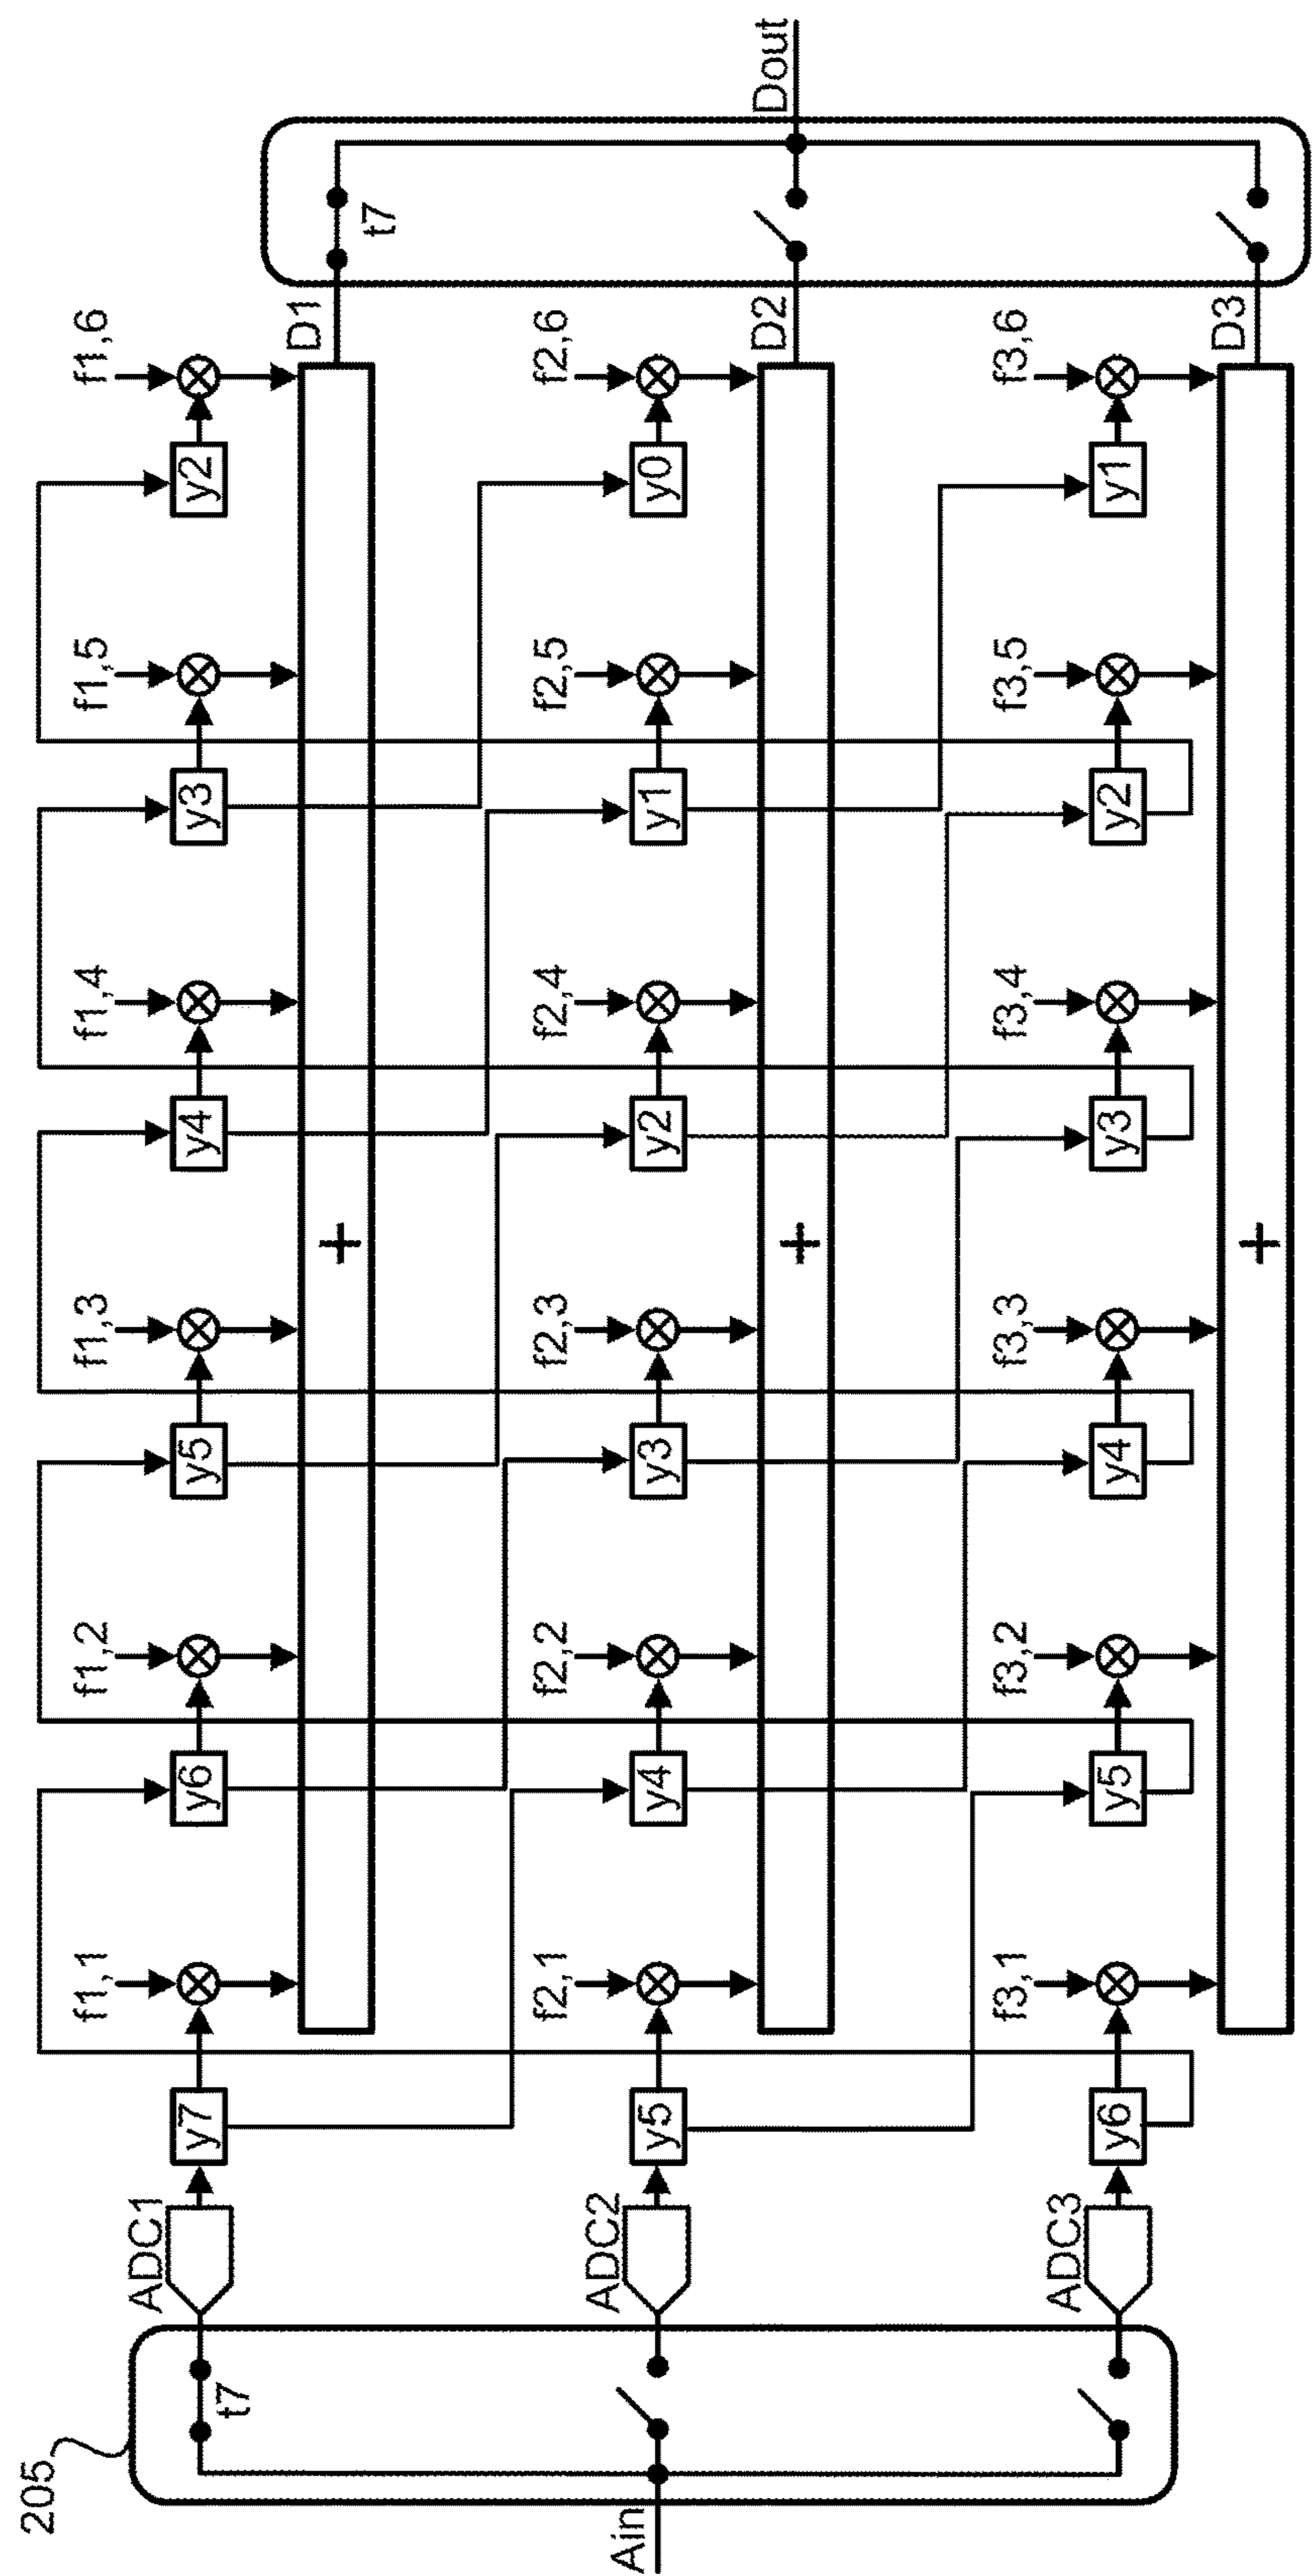 205
f1,1 f1,2 f1,3 f1,4 f1,5 f1,6
ADC1
y7 y6 y5 y4 y3 y2
t7
D1
+
t7
f2,1 f2,2 f2,3 f2,4 f2,5 f2,6
ADC2
Ain
y5 y4 y3 y2 y1 y0
D2
Dout
+
f3,1 f3,2 f3,3 f3,4 f3,5 f3,6
ADC3
y6 y5 y4 y3 y2 y1
D3
+